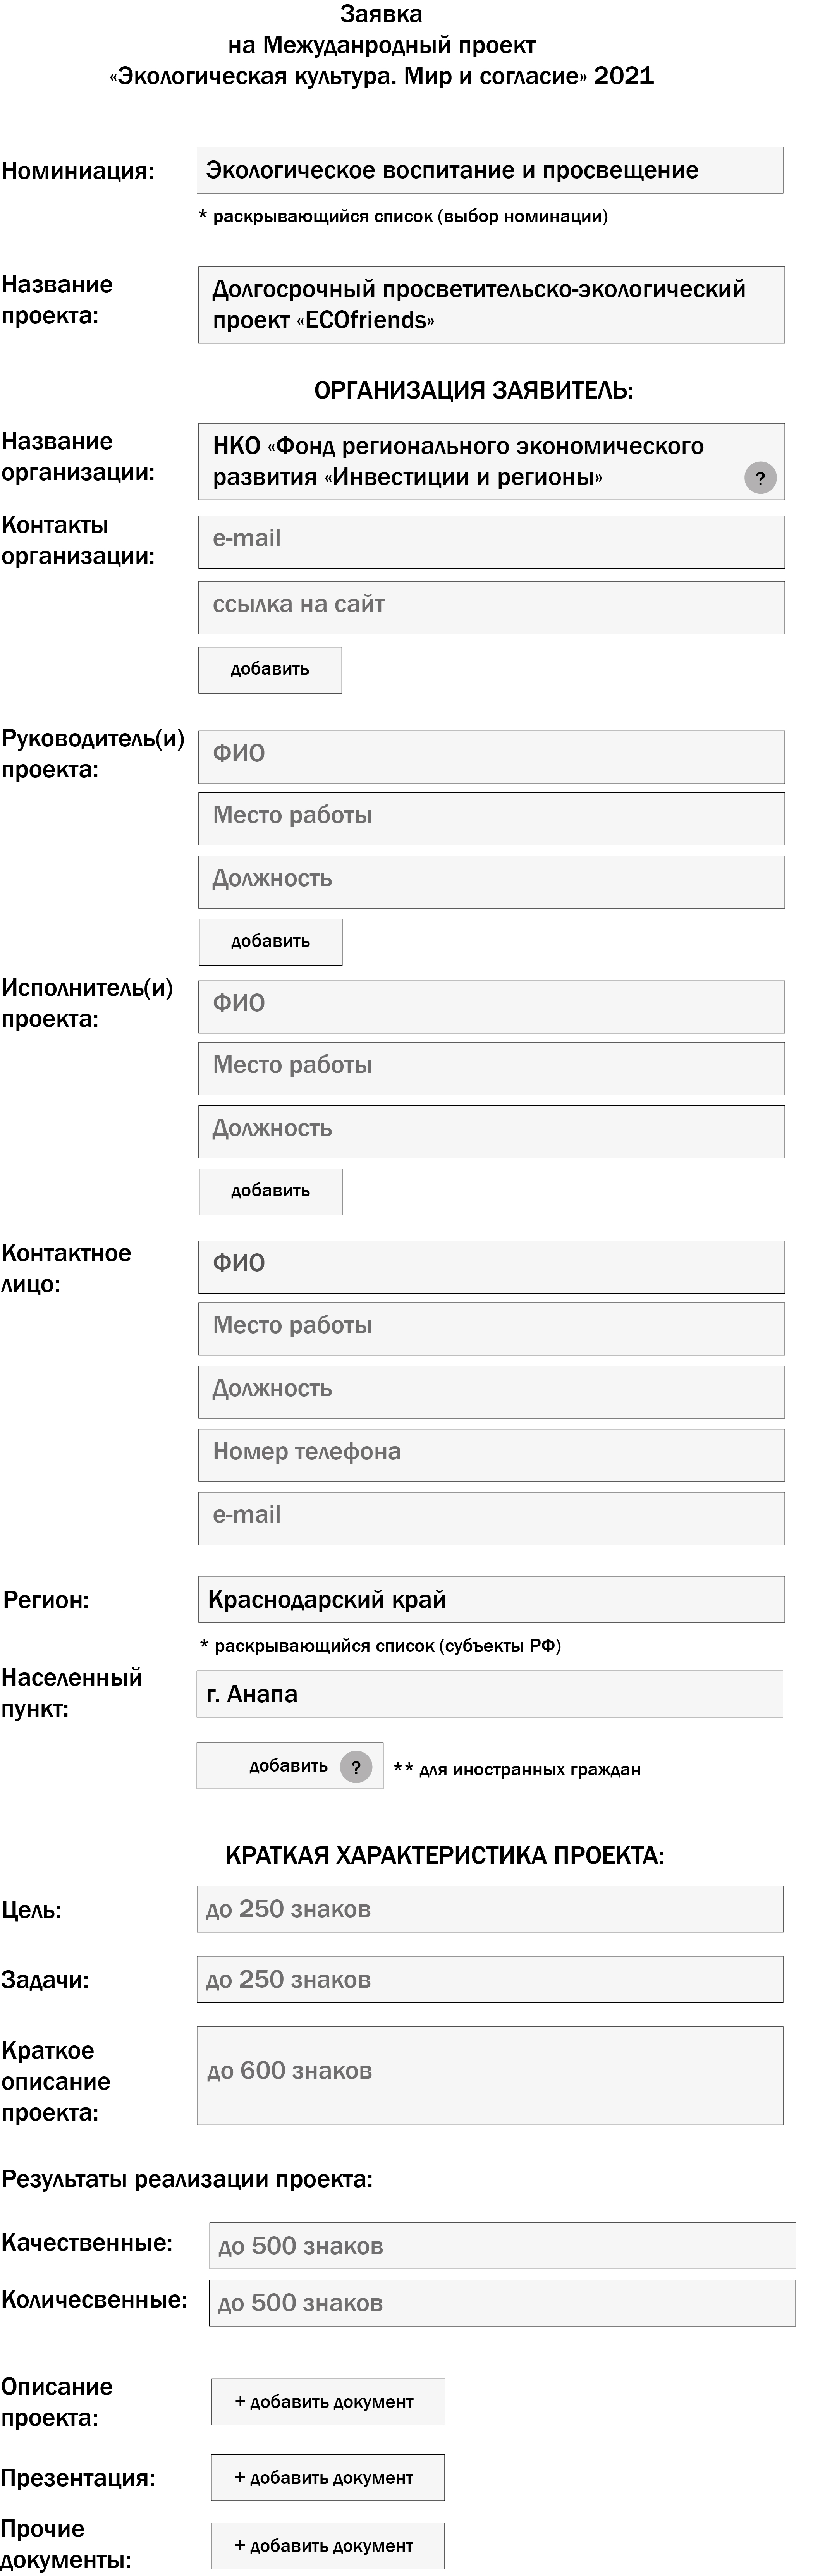 Заявка
на Межуданродный проект
«Экологическая культура. Мир и согласие» 2021
Номиниация:
Экологическое воспитание и просвещение
* раскрывающийся список (выбор номинации)
Название
проекта:
Долгосрочный просветительско-экологический
проект «ECOfriends»
ОРГАНИЗАЦИЯ ЗАЯВИТЕЛЬ:
Название
организации:
НКО «Фонд регионального экономического
развития «Инвестиции и регионы»
?
Контакты
организации:
e-mail
ссылка на сайт
добавить
Руководитель(и)
проекта:
ФИО
Место работы
Должность
добавить
Исполнитель(и)
проекта:
ФИО
Место работы
Должность
добавить
Контактное
лицо:
ФИО
Место работы
Должность
Номер телефона
e-mail
Регион:
Краснодарский край
* раскрывающийся список (субъекты РФ)
Населенный
пункт:
г. Анапа
добавить ? ** для иностранных граждан
КРАТКАЯ ХАРАКТЕРИСТИКА ПРОЕКТА:
Цель:
до 250 знаков
Задачи:
до 250 знаков
Краткое
описание
проекта:
до 600 знаков
Результаты реализации проекта:
Качественные:
до 500 знаков
Количесвенные:
до 500 знаков
Описание
проекта:
+ добавить документ
Презентация:
+ добавить документ
Прочие
документы:
+ добавить документ